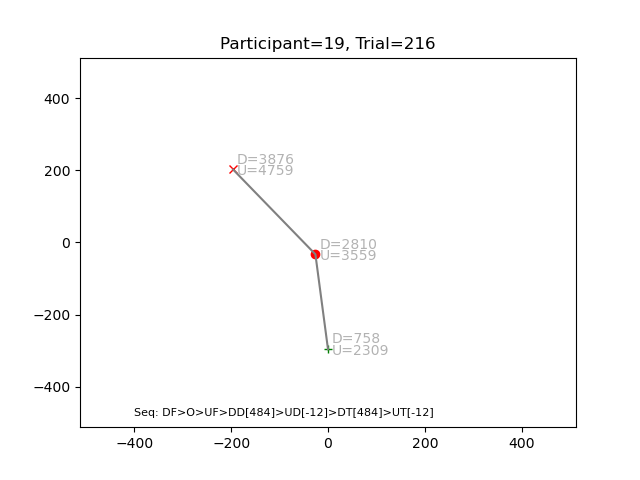 Participant=19, Trial=216
400
200
0
−200
−400
D=3876
U=4759
D=2810
U=3559
D=758
U=2309
Seq: DF>O>UF>DD[484]>UD[-12]>DT[484]>UT[-12]
−400
−200
0
200
400